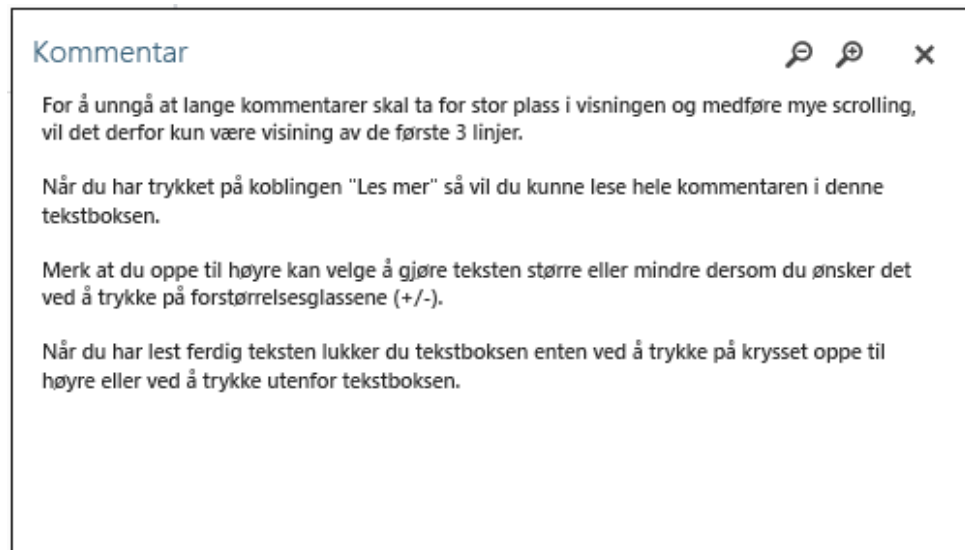 Kommentar
For å unngå at lange kommentarer skal ta for stor plass i visningen og medføre mye scrolling,
vil det derfor kun være visining av de første 3 linjer.
Når du har trykket på koblingen "Les mer" så vil du kunne lese hele kommentaren i denne
tekstboksen.
Merk at du oppe til høyre kan velge å gjøre teksten større eller mindre dersom du ønsker det
ved å trykke på forstørrelsesglassene (+/-).
Når du har lest ferdig teksten lukker du tekstboksen enten ved å trykke på krysset oppe til
høyre eller ved å trykke utenfor tekstboksen.